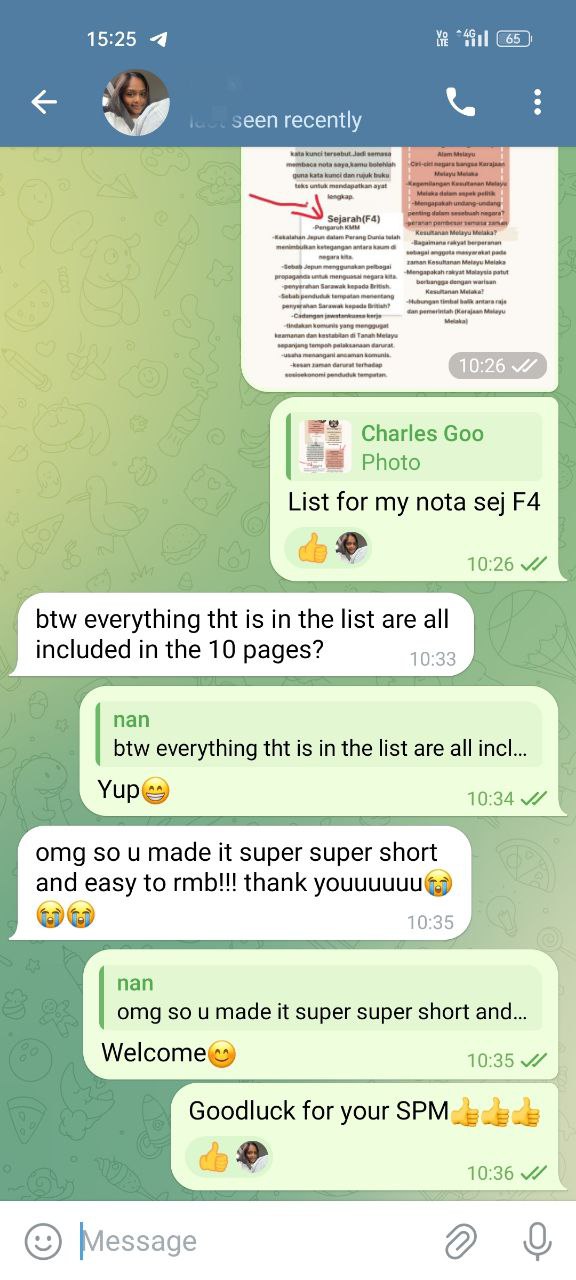 15:25
Vo
LTE
4G
65
last seen recently
kata kunci tersebut.Jadi semasa
membaca nota saya,kamu bolehlah
guna kata kunci dan rujuk buku
teks untuk mendapatkan ayat
lengkap.
Sejarah(F4)
-Pengaruh KMM
-Kekalahan Jepun dalam Perang Dunia telah
menimbulkan ketegangan antara kaum di
negara kita.
-Sebab Jepun menggunakan pelbagai
propaganda untuk menguasai negara kita.
-penyerahan Sarawak kepada British.
-Sebab penduduk tempatan menentang
penyerahan Sarawak kepada British?
-Cadangan jawatankuasa kerja
-tindakan komunis yang menggugat
keamanan dan kestabilan di Tanah Melayu
sepanjang tempoh pelaksanaan darurat.
-usaha menangani ancaman komunis.
-kesan zaman darurat terhadap
sosioekonomi penduduk tempatan.
Alam Melayu
-Ciri-ciri negara bangsa Kerajaan
Melayu Melaka
-Kegemilangan Kesultanan Melayu
Melaka dalam aspek politik
-Mengapakah undang-undang
penting dalam sesebuah negara?
-peranan pembesar semasa zaman
Kesultanan Melayu Melaka?
-Bagaimana rakyat berperanan
sebagai anggota masyarakat pada
zaman Kesultanan Melayu Melaka
-Mengapakah rakyat Malaysia patut
berbangga dengan warisan
Kesultanan Melayu Melaka?
-Hubungan timbal balik antara raja
dan pemerintah (Kerajaan Melayu
Melaka)
10:26
Charles Goo
Photo
List for my nota sej F4
👍
10:26
btw everything tht is in the list are all
included in the 10 pages?
10:33
nan
btw everything tht is in the list are all incl...
Yup😁
10:34
omg so u made it super super short
and easy to rmb!!! thank youuuuuu😭
😭😭
10:35
nan
omg so u made it super super short and...
Welcome😊
10:35
Goodluck for your SPM👍👍👍
👍
10:36
Message